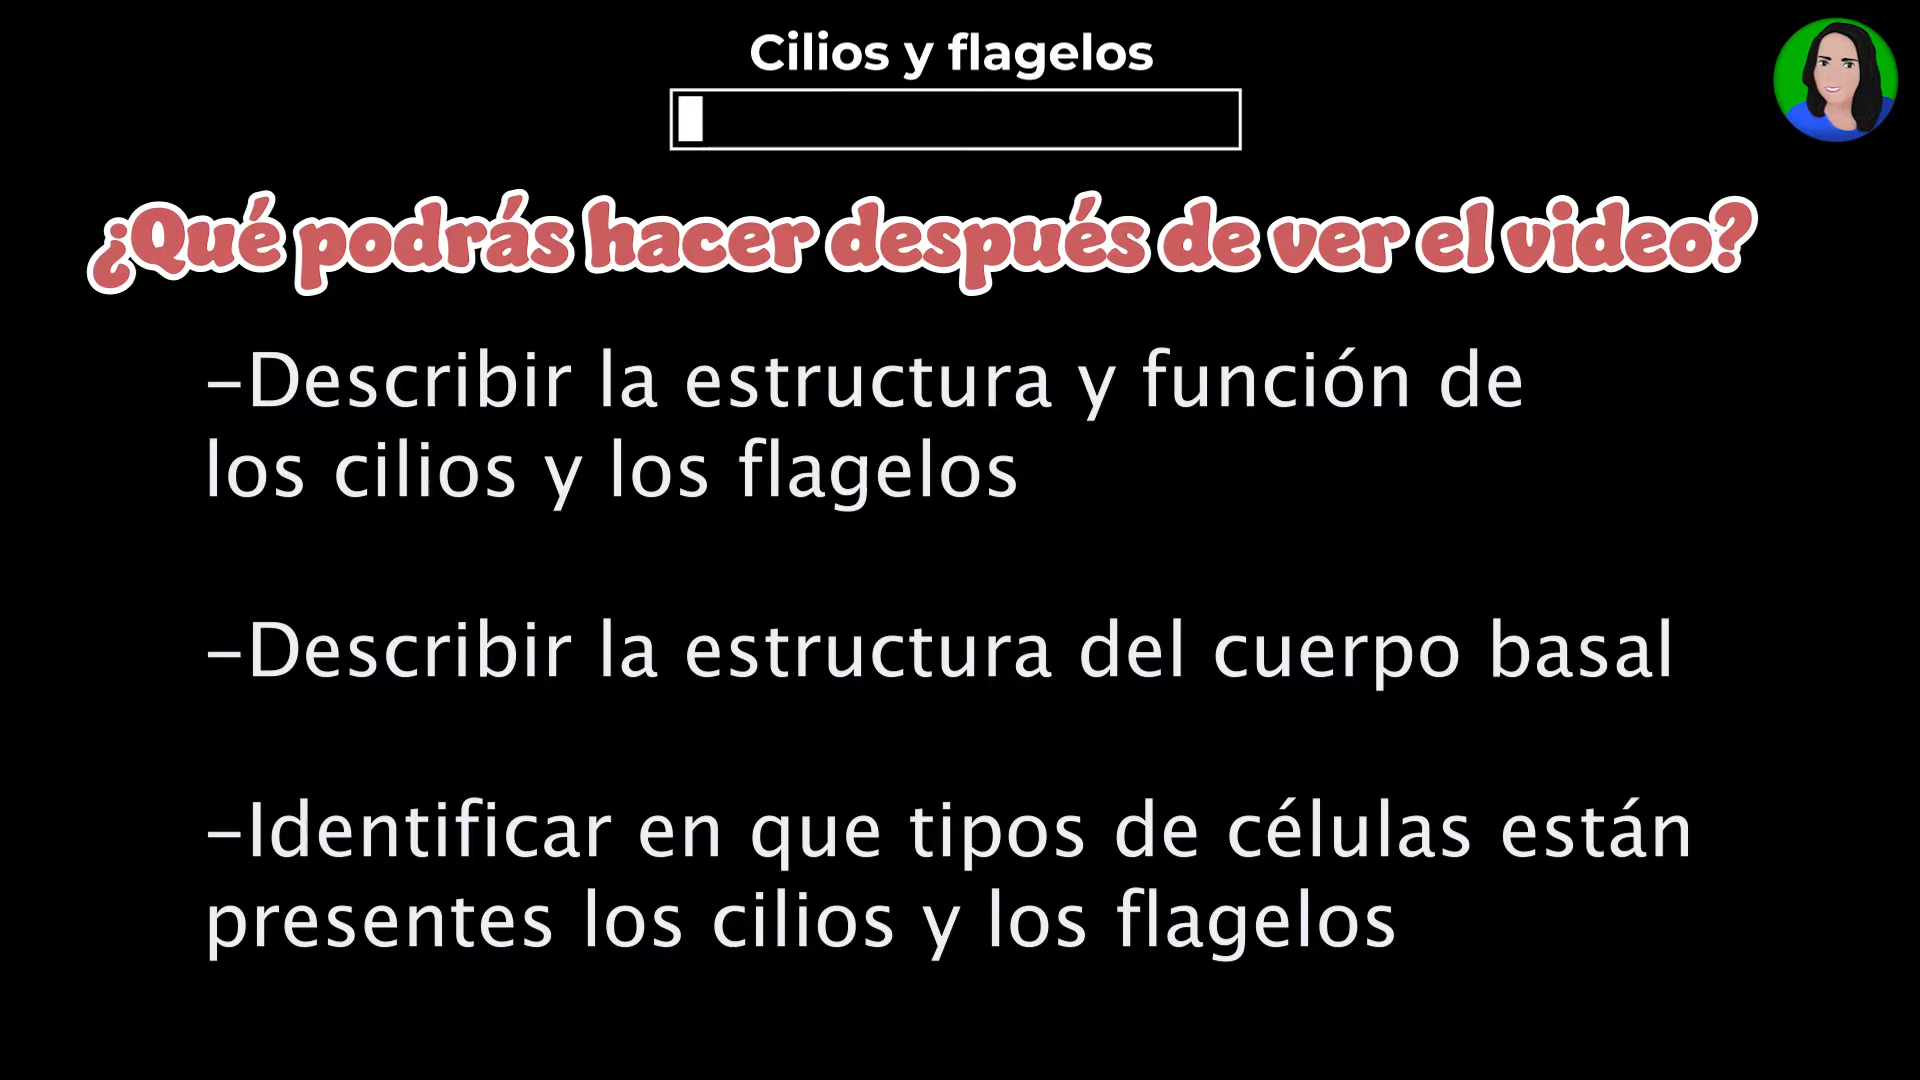 Cilios y flagelos
¿Qué podrás hacer después de ver el video?
-Describir la estructura y función de
los cilios y los flagelos
-Describir la estructura del cuerpo basal
-Identificar en que tipos de células están
presentes los cilios y los flagelos